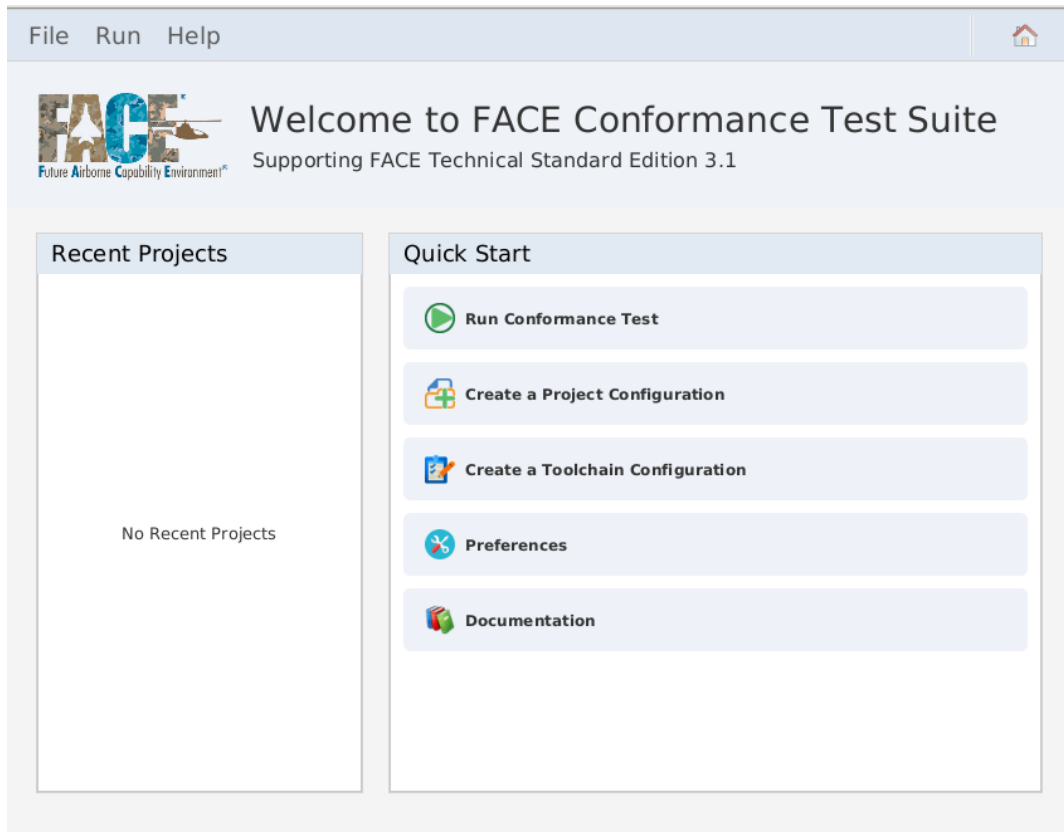 File Run Help
FACE
Future Airborne Capability Environment
Welcome to FACE Conformance Test Suite
Supporting FACE Technical Standard Edition 3.1
Recent Projects
No Recent Projects
Quick Start
Run Conformance Test
Create a Project Configuration
Create a Toolchain Configuration
Preferences
Documentation